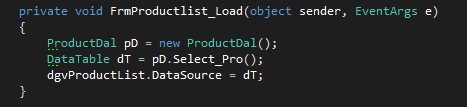 private void FrmProductlist_Load(object sender, EventArgs e)
{
ProductDal pD = new ProductDal();
DataTable dT = pD.Select_Pro();
dgvProductList.DataSource = dT;
}